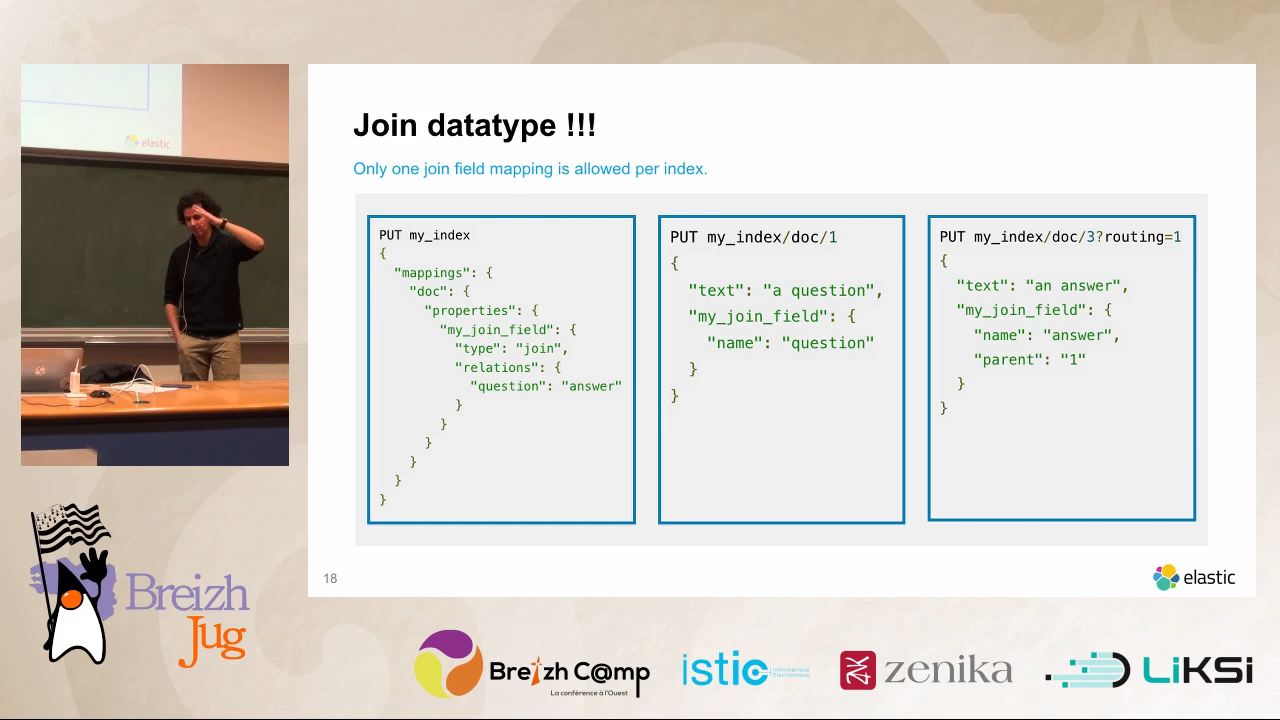 elastic
Join datatype !!!
Only one join field mapping is allowed per index.
PUT my_index
{
"mappings": {
"doc": {
"properties": {
"my_join_field": {
"type": "join",
"relations": {
"question": "answer"
}
}
}
}
}
}
PUT my_index/doc/1
{
"text": "a question",
"my_join_field": {
"name": "question"
}
}
PUT my_index/doc/3?routing=1
{
"text": "an answer",
"my_join_field": {
"name": "answer",
"parent": "1"
}
}
18
elastic
Breizh
Jug
Breizh C@mp
La conférence à l'Ouest
istic
Informatique
Electronique
zenika
LiKSi